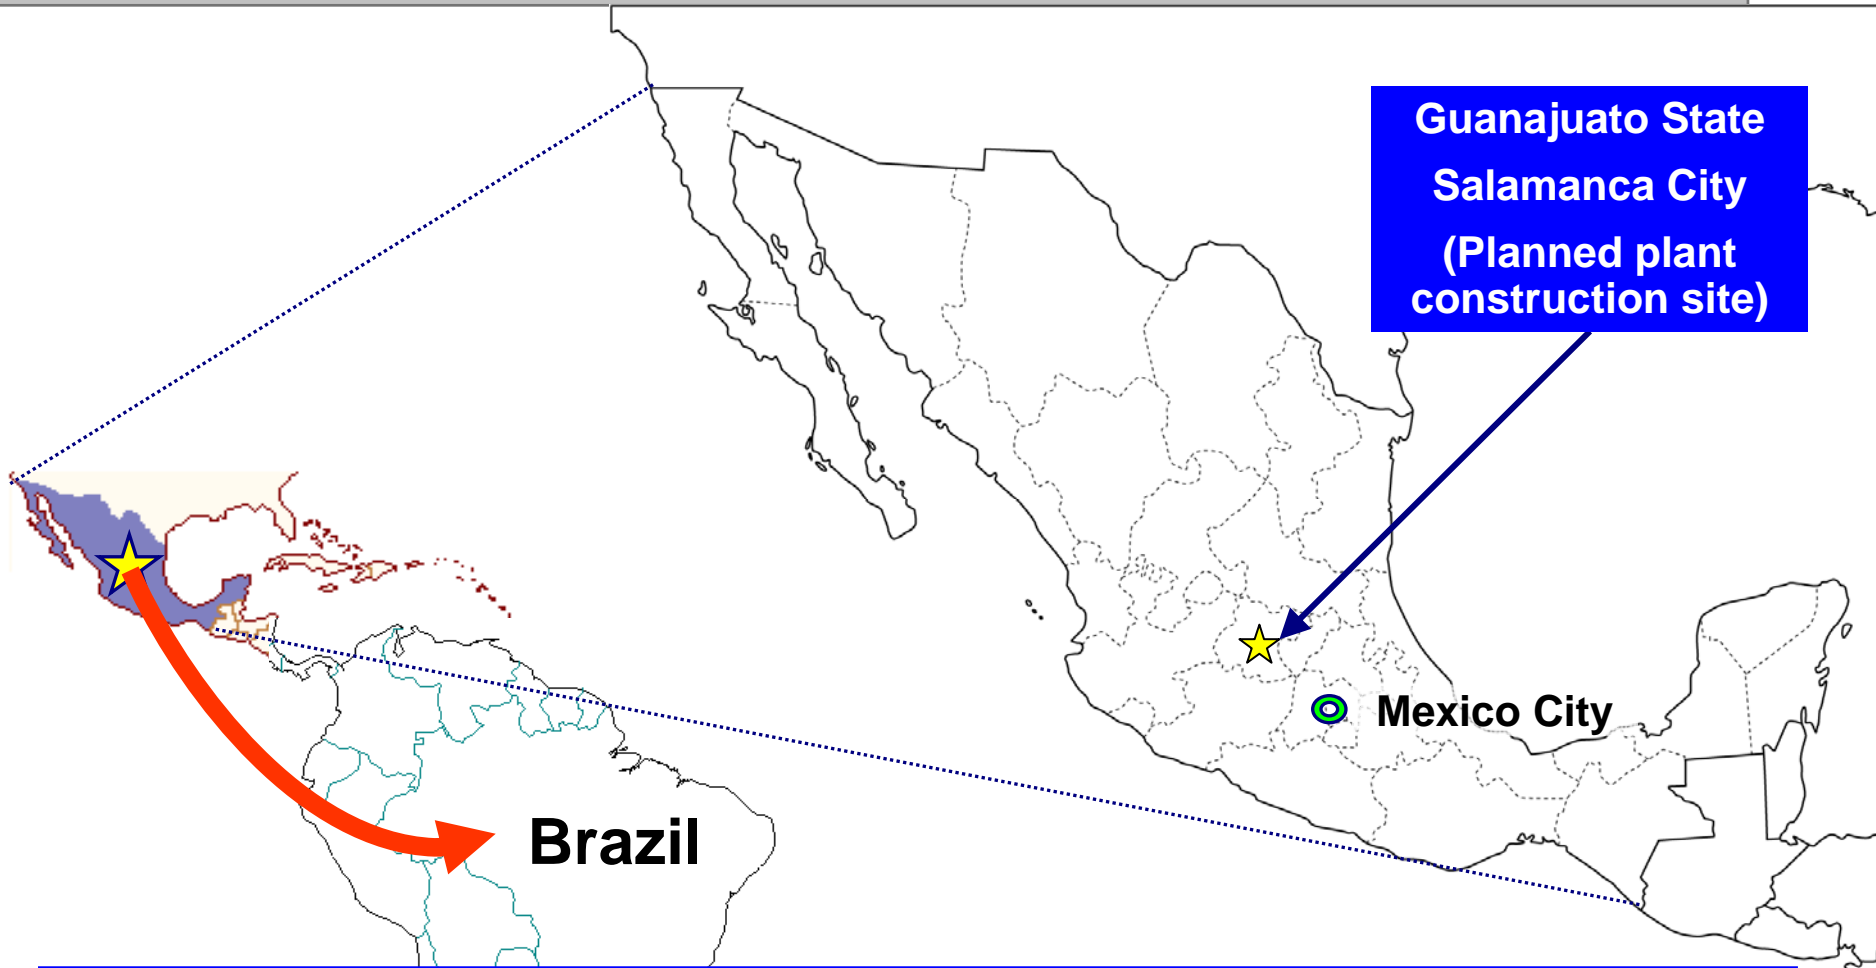 Guanajuato State
Salamanca City
(Planned plant
construction site)
Mexico City
Brazil